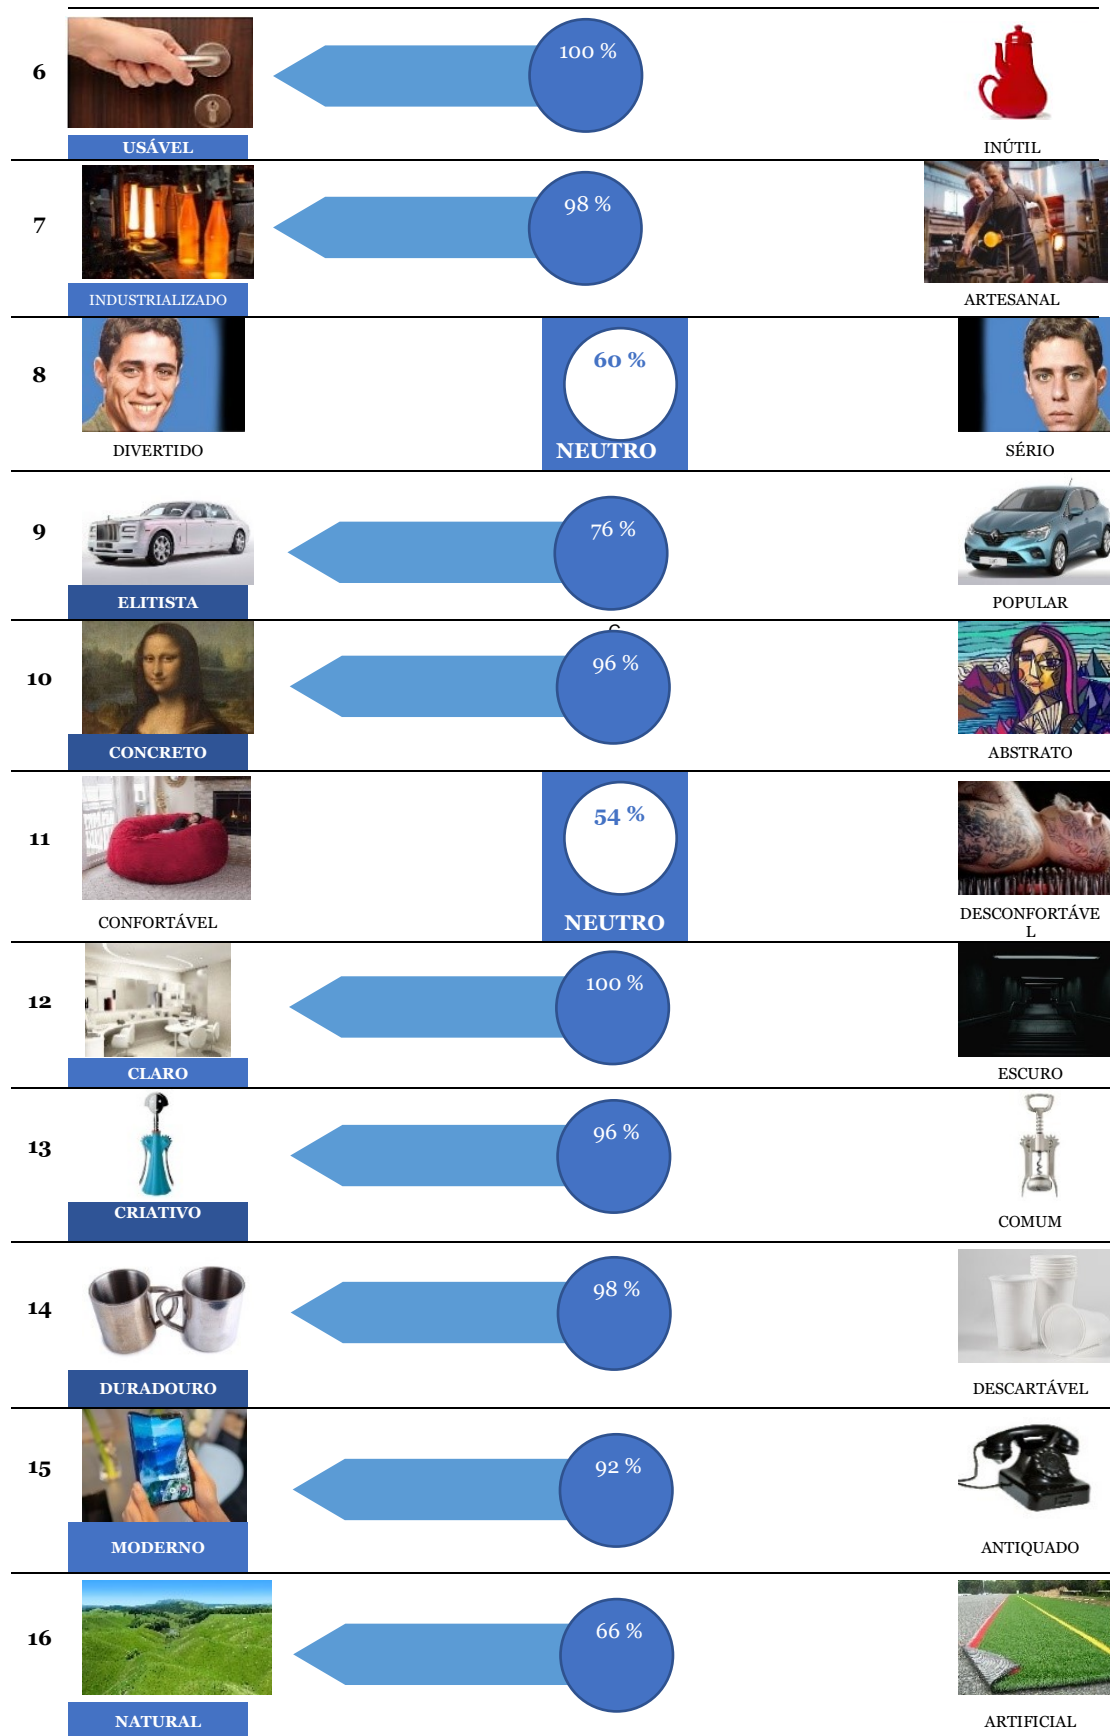 6
100 %
USÁVEL
INÚTIL
7
98 %
INDUSTRIALIZADO
ARTESANAL
8
60 %
DIVERTIDO
NEUTRO
SÉRIO
9
76 %
ELITISTA
POPULAR
10
96 %
CONCRETO
ABSTRATO
11
54 %
CONFORTÁVEL
NEUTRO
DESCONFORTÁVE
L
12
100 %
CLARO
ESCURO
13
96 %
CRIATIVO
COMUM
14
98 %
DURADOURO
DESCARTÁVEL
15
92 %
MODERNO
ANTIQUADO
16
66 %
NATURAL
ARTIFICIAL